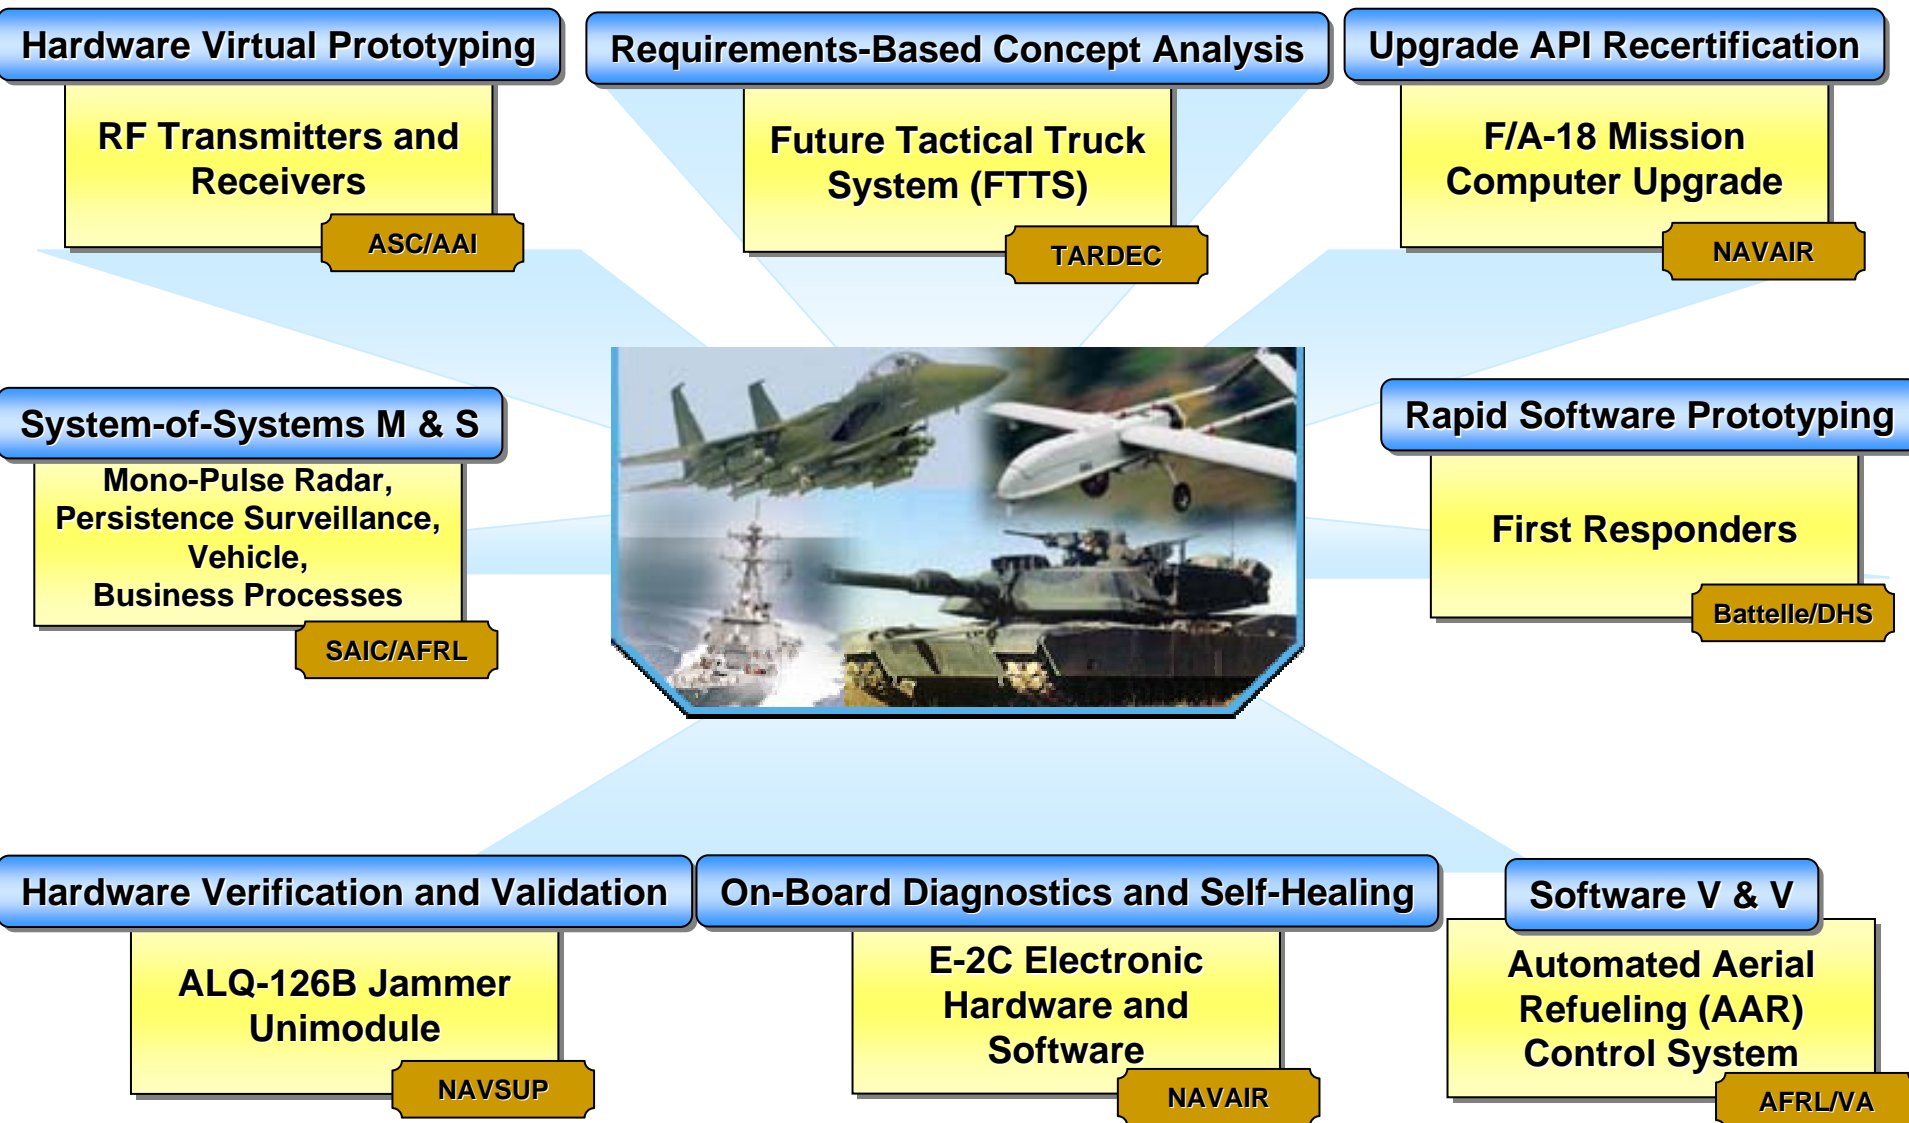 Hardware Virtual Prototyping
RF Transmitters and
Receivers
ASC/AAI
Requirements-Based Concept Analysis
Future Tactical Truck
System (FTTS)
TARDEC
Upgrade API Recertification
F/A-18 Mission
Computer Upgrade
NAVAIR
System-of-Systems M & S
Mono-Pulse Radar,
Persistence Surveillance,
Vehicle,
Business Processes
SAIC/AFRL
Rapid Software Prototyping
First Responders
Battelle/DHS
Hardware Verification and Validation
ALQ-126B Jammer
Unimodule
NAVSUP
On-Board Diagnostics and Self-Healing
E-2C Electronic
Hardware and
Software
NAVAIR
Software V & V
Automated Aerial
Refueling (AAR)
Control System
AFRL/VA